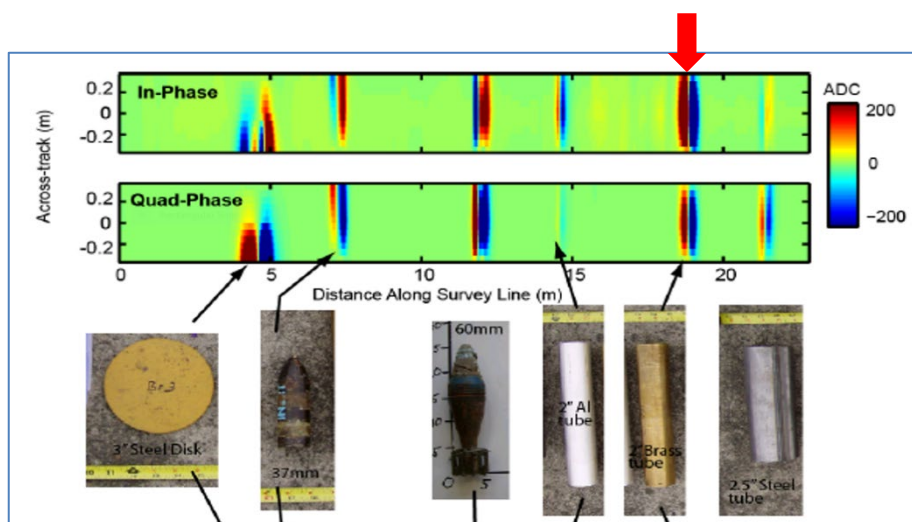 ADC
In-Phase
200
0.2
0
-0.2
0
-200
Across-track (m)
Quad-Phase
0.2
0
-0.2
0 5 10 15 20
Distance Along Survey Line (m)
60mm
2" Al
tube
2" Brass
tube
3" Steel Disk
37mm
0 5
2.5" Steel
tube